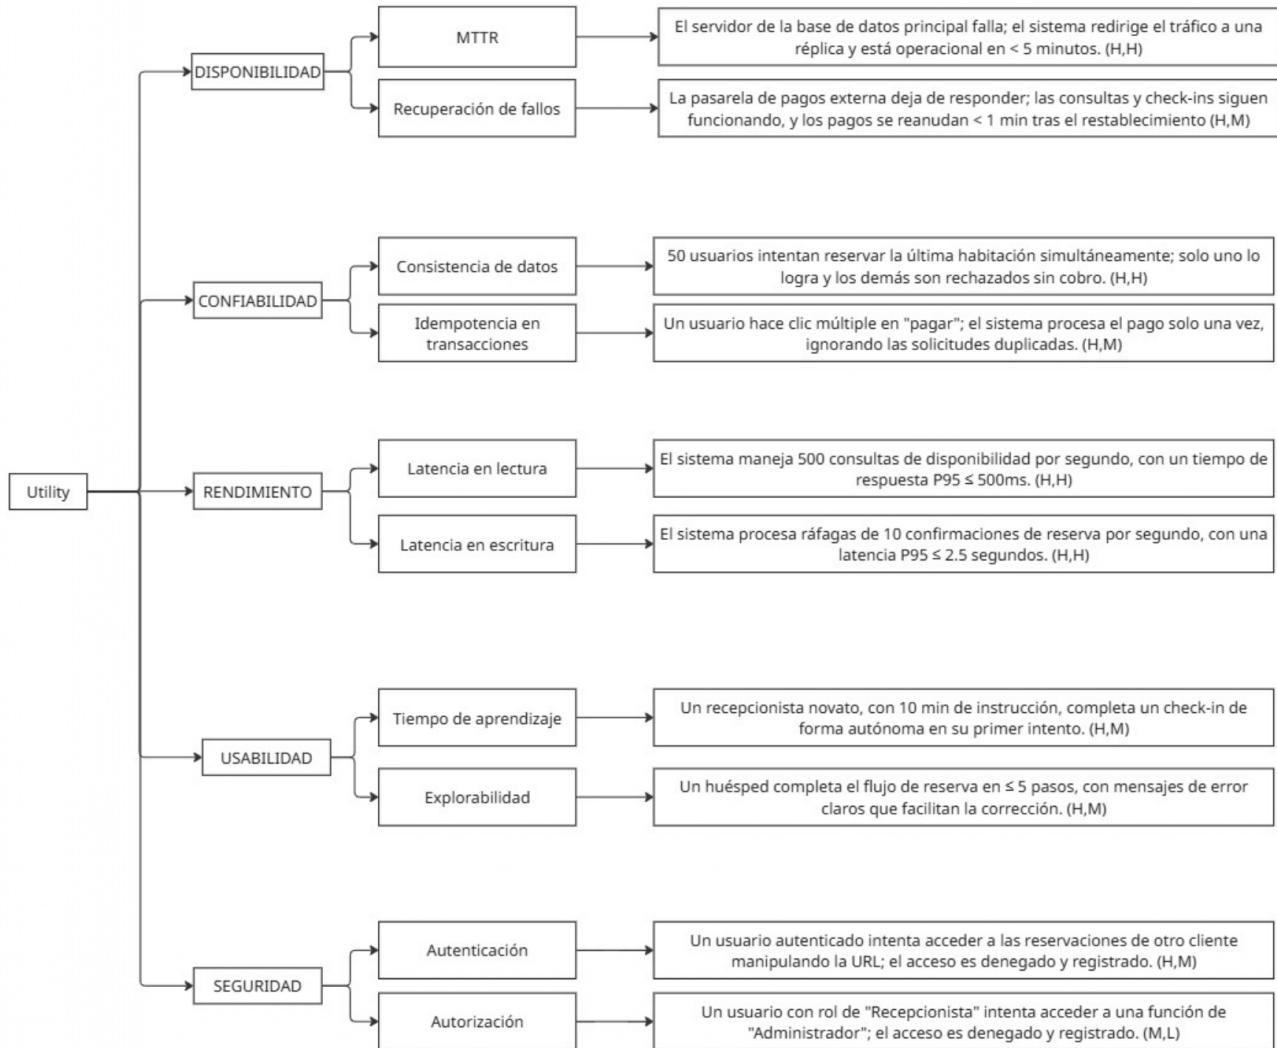 MTTR
El servidor de la base de datos principal falla; el sistema redirige el tráfico a una
réplica y está operacional en < 5 minutos. (H,H)
DISPONIBILIDAD
Recuperación de fallos
La pasarela de pagos externa deja de responder; las consultas y check-ins siguen
funcionando, y los pagos se reanudan < 1 min tras el restablecimiento (H,M)
Consistencia de datos
50 usuarios intentan reservar la última habitación simultáneamente; solo uno lo
logra y los demás son rechazados sin cobro. (H,H)
CONFIABILIDAD
Idempotencia en
transacciones
Un usuario hace clic múltiple en "pagar"; el sistema procesa el pago solo una vez,
ignorando las solicitudes duplicadas. (H,M)
Latencia en lectura
El sistema maneja 500 consultas de disponibilidad por segundo, con un tiempo de
respuesta P95 ≤ 500ms. (H,H)
Utility
RENDIMIENTO
Latencia en escritura
El sistema procesa ráfagas de 10 confirmaciones de reserva por segundo, con una
latencia P95 ≤ 2.5 segundos. (H,H)
Tiempo de aprendizaje
Un recepcionista novato, con 10 min de instrucción, completa un check-in de
forma autónoma en su primer intento. (H,M)
USABILIDAD
Explorabilidad
Un huésped completa el flujo de reserva en ≤ 5 pasos, con mensajes de error
claros que facilitan la corrección. (H,M)
Autenticación
Un usuario autenticado intenta acceder a las reservaciones de otro cliente
manipulando la URL; el acceso es denegado y registrado. (H,M)
SEGURIDAD
Autorización
Un usuario con rol de "Recepcionista" intenta acceder a una función de
"Administrador"; el acceso es denegado y registrado. (M,L)